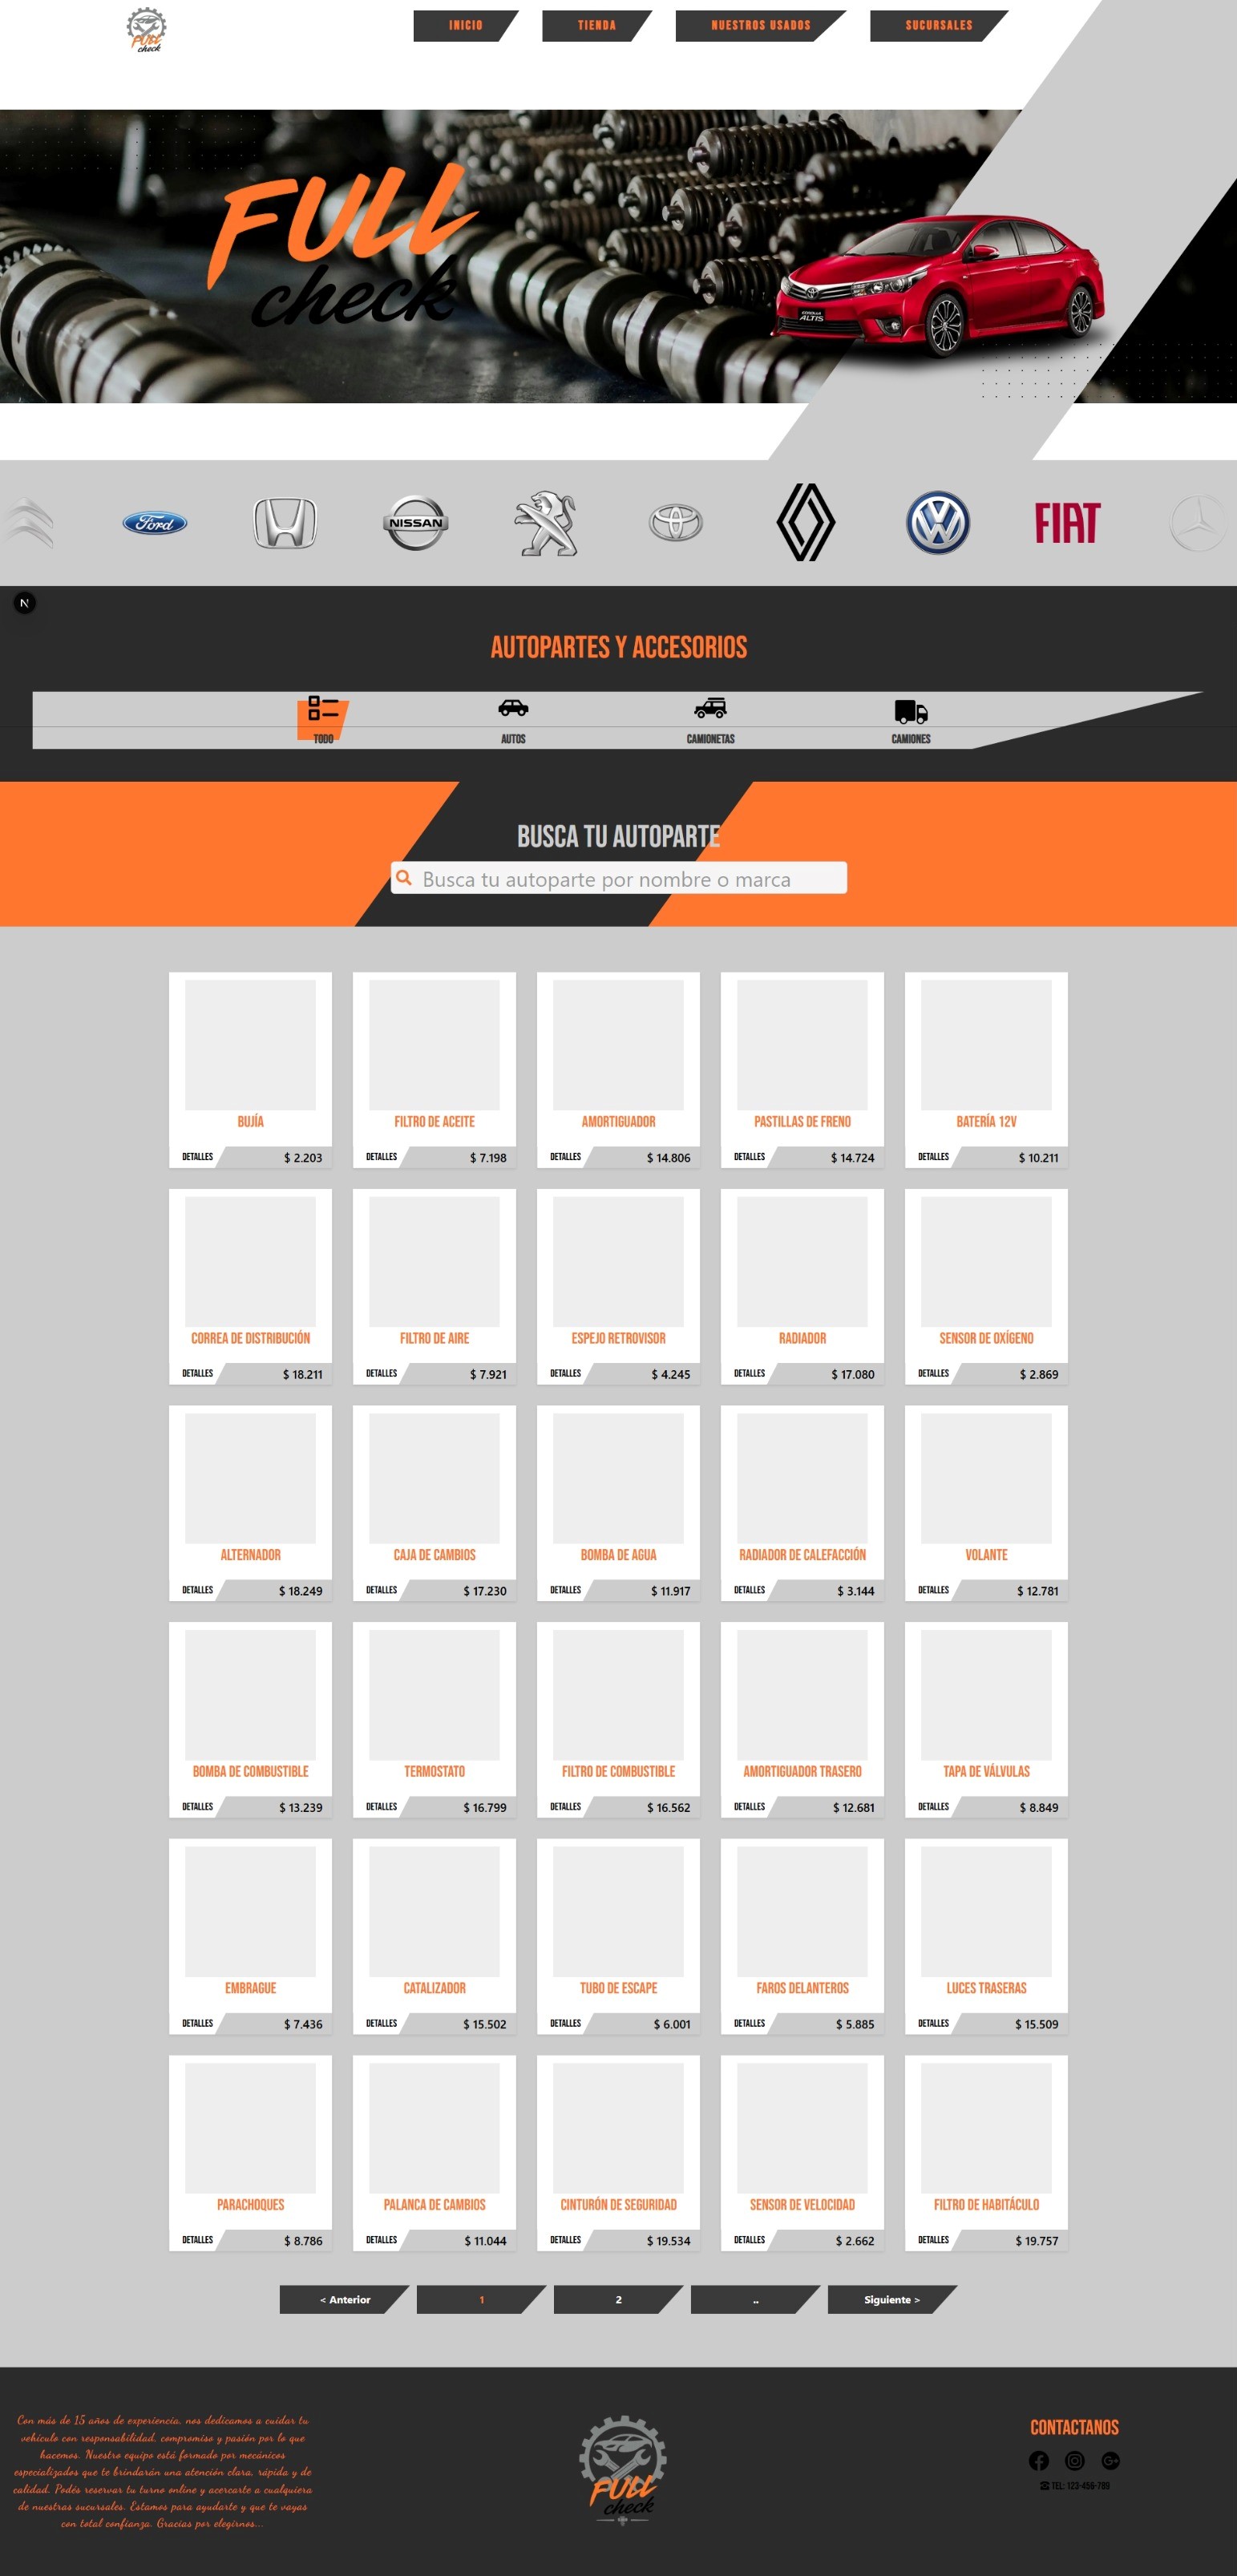 FULL
check
INICIO
TIENDA
NUESTROS USADOS
SUCURSALES
FULL
check
COROLLA
ALTIS
Ford
NISSAN
FIAT
N
AUTOPARTES Y ACCESORIOS
TODO
AUTOS
CAMIONETAS
CAMIONES
BUSCA TU AUTOPARTE
Busca tu autoparte por nombre o marca
BUJÍA
DETALLES $ 2.203
FILTRO DE ACEITE
DETALLES $ 7.198
AMORTIGUADOR
DETALLES $ 14.806
PASTILLAS DE FRENO
DETALLES $ 14.724
BATERÍA 12V
DETALLES $ 10.211
CORREA DE DISTRIBUCIÓN
DETALLES $ 18.211
FILTRO DE AIRE
DETALLES $ 7.921
ESPEJO RETROVISOR
DETALLES $ 4.245
RADIADOR
DETALLES $ 17.080
SENSOR DE OXÍGENO
DETALLES $ 2.869
ALTERNADOR
DETALLES $ 18.249
CAJA DE CAMBIOS
DETALLES $ 17.230
BOMBA DE AGUA
DETALLES $ 11.917
RADIADOR DE CALEFACCIÓN
DETALLES $ 3.144
VOLANTE
DETALLES $ 12.781
BOMBA DE COMBUSTIBLE
DETALLES $ 13.239
TERMOSTATO
DETALLES $ 16.799
FILTRO DE COMBUSTIBLE
DETALLES $ 16.562
AMORTIGUADOR TRASERO
DETALLES $ 12.681
TAPA DE VÁLVULAS
DETALLES $ 8.849
EMBRAGUE
DETALLES $ 7.436
CATALIZADOR
DETALLES $ 15.502
TUBO DE ESCAPE
DETALLES $ 6.001
FAROS DELANTEROS
DETALLES $ 5.885
LUCES TRASERAS
DETALLES $ 15.509
PARACHOQUES
DETALLES $ 8.786
PALANCA DE CAMBIOS
DETALLES $ 11.044
CINTURÓN DE SEGURIDAD
DETALLES $ 19.534
SENSOR DE VELOCIDAD
DETALLES $ 2.662
FILTRO DE HABITÁCULO
DETALLES $ 19.757
< Anterior
1
2
..
Siguiente >
Con más de 15 años de experiencia, nos dedicamos a cuidar tu
vehículo con responsabilidad, compromiso y pasión por lo que
hacemos. Nuestro equipo está formado por mecánicos
especializados que te brindarán una atención clara, rápida y de
calidad. Podés reservar tu turno online y acercarte a cualquiera
de nuestras sucursales. Estamos para ayudarte y que te vayas
con total confianza. Gracias por elegirnos...
FULL
check
CONTACTANOS
G+
TEL: 123-456-789